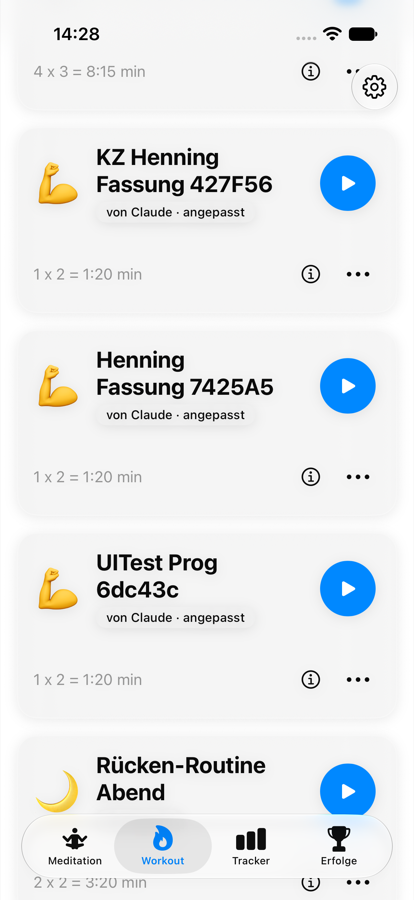 14:28
4 x 3 = 8:15 min
KZ Henning
Fassung 427F56
von Claude · angepasst
1 x 2 = 1:20 min
Henning
Fassung 7425A5
von Claude · angepasst
1 x 2 = 1:20 min
UITest Prog
6dc43c
von Claude · angepasst
1 x 2 = 1:20 min
Rücken-Routine
Abend
Meditation
Workout
Tracker
Erfolge
2 x 2 = 3:20 min